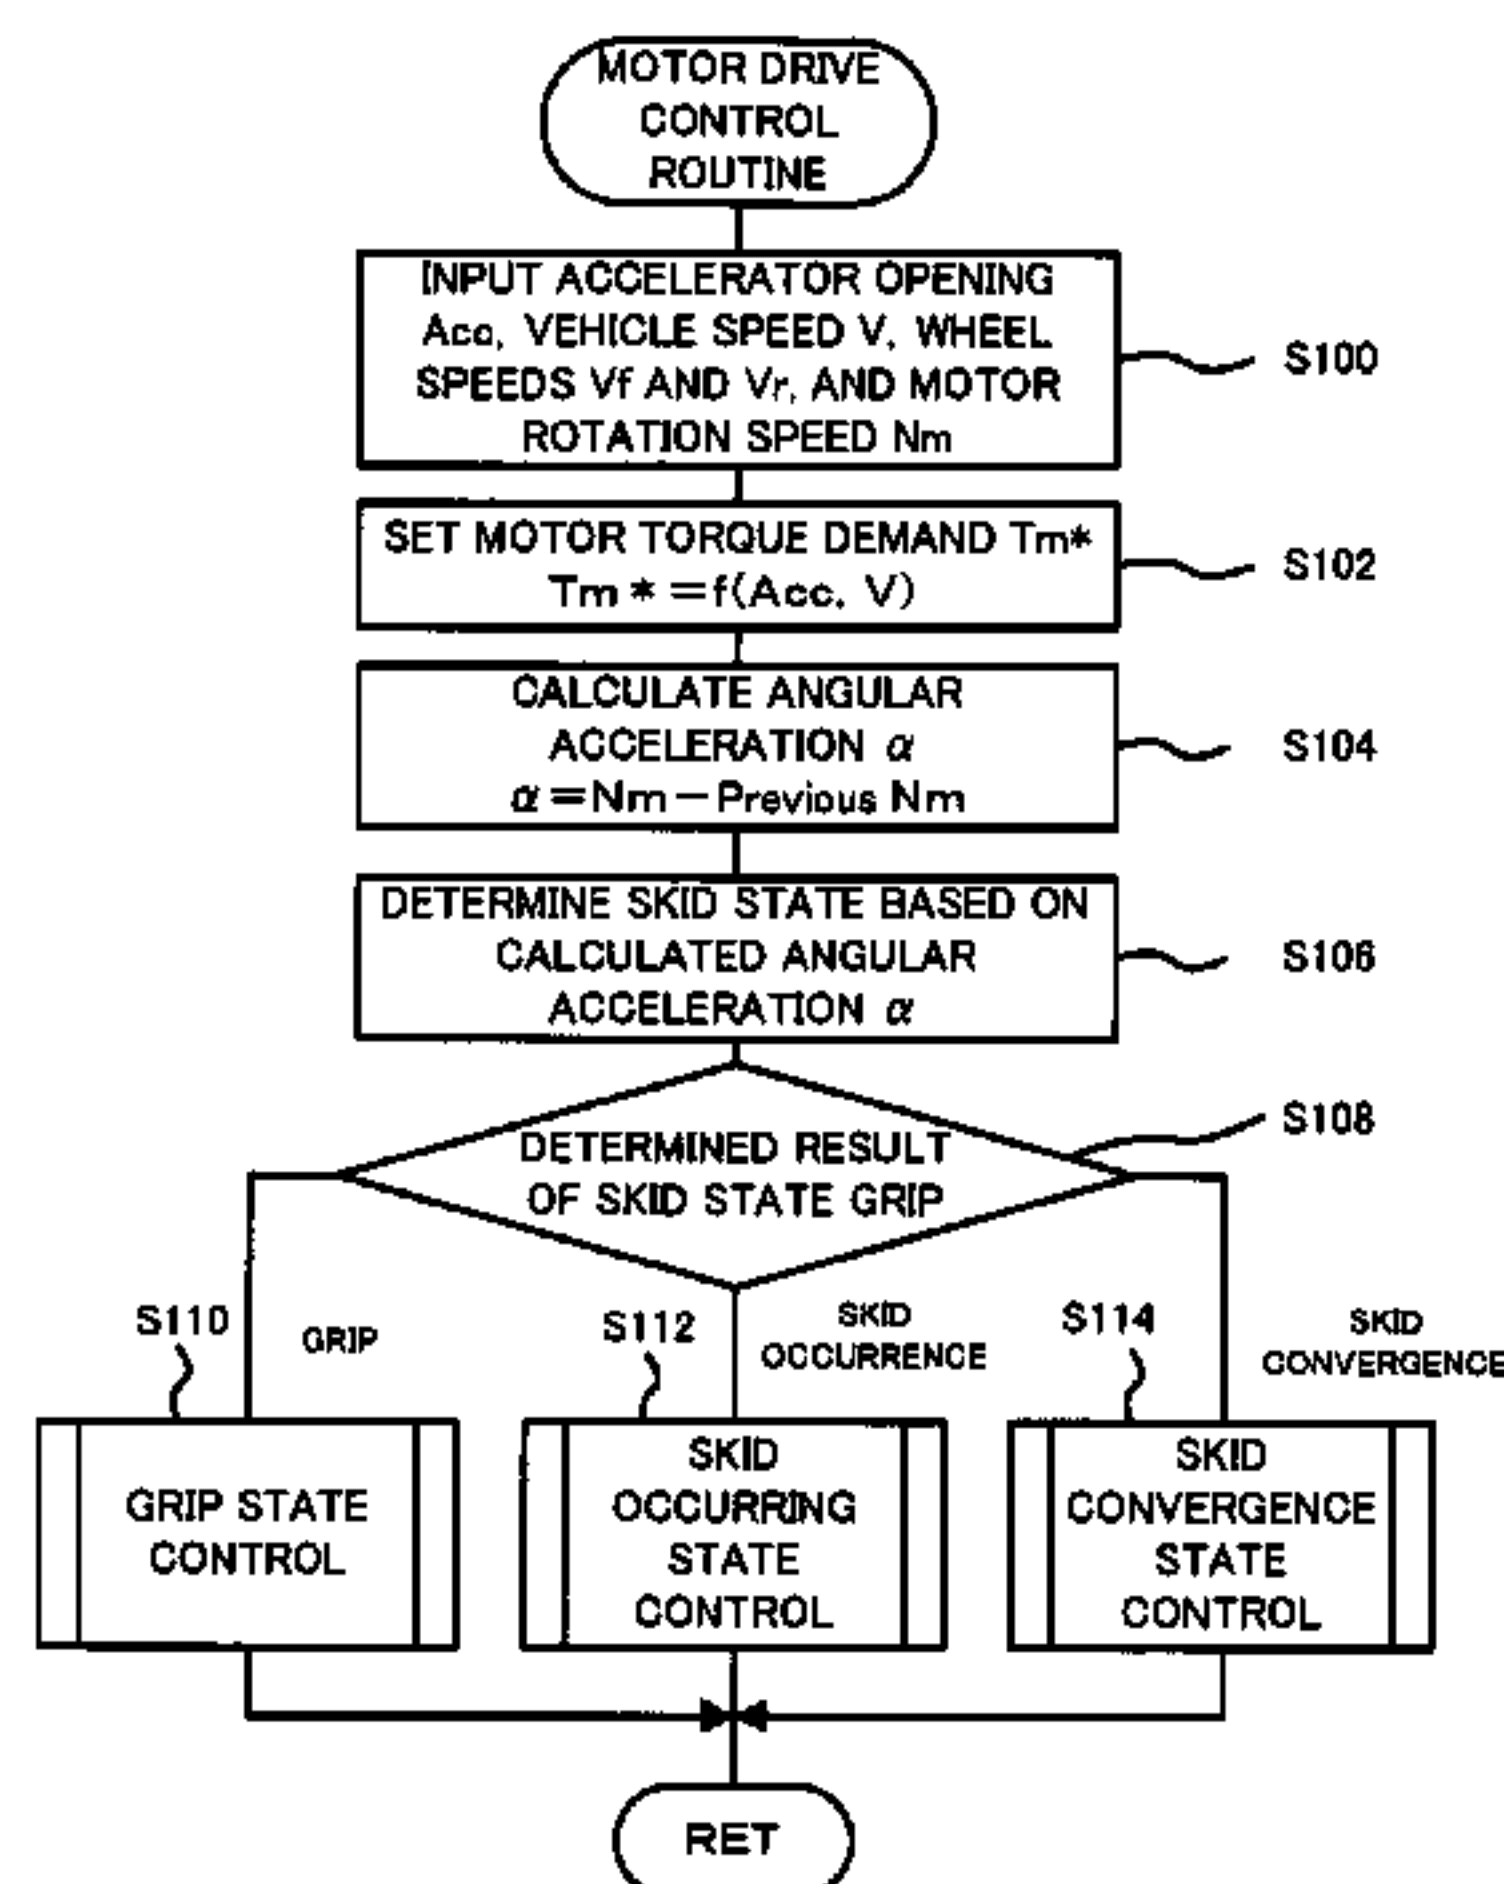 MOTOR DRIVE
CONTROL
ROUTINE
INPUT ACCELERATOR OPENING
Acc, VEHICLE SPEED V, WHEEL
SPEEDS Vf AND Vr, AND MOTOR
ROTATION SPEED Nm
S100
SET MOTOR TORQUE DEMAND Tm*
Tm*=f(Acc, V)
S102
CALCULATE ANGULAR
ACCELERATION α
α=Nm－Previous Nm
S104
DETERMINE SKID STATE BASED ON
CALCULATED ANGULAR
ACCELERATION α
S106
DETERMINED RESULT
OF SKID STATE GRIP
S108
S110
GRIP
S112
SKID
OCCURRENCE
S114
SKID
CONVERGENCE
GRIP STATE
CONTROL
SKID
OCCURRING
STATE
CONTROL
SKID
CONVERGENCE
STATE
CONTROL
RET